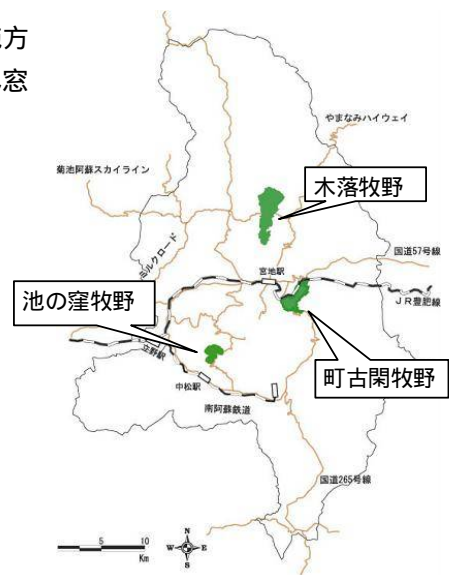 方
窓
やまなみハイウェイ
菊池阿蘇スカイライン
木落牧野
ミルクロード
国道57号線
宮地駅
JR豊肥線
池の窪牧野
立野駅
中松駅
町古閑牧野
南阿蘇鉄道
国道265号線
5 10
Km
N
W E
S